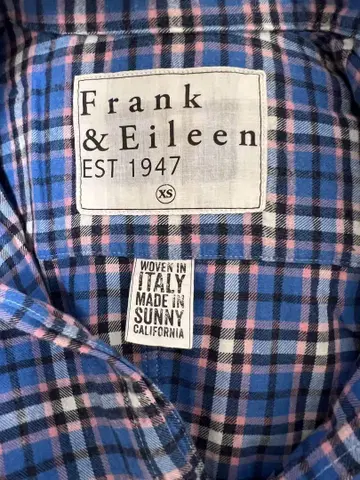 Frank
& Eileen
EST 1947
XS
WOVEN IN
ITALY
MADE IN
SUNNY
CALIFORNIA